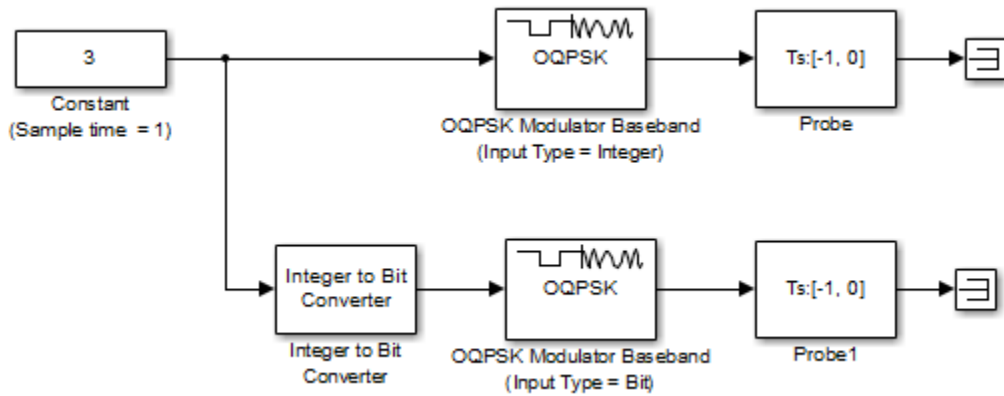 3
Constant
(Sample time = 1)
OQPSK
OQPSK Modulator Baseband
(Input Type = Integer)
Ts:[-1, 0]
Probe
Integer to Bit
Converter
Integer to Bit
Converter
OQPSK
OQPSK Modulator Baseband
(Input Type = Bit)
Ts:[-1, 0]
Probe1